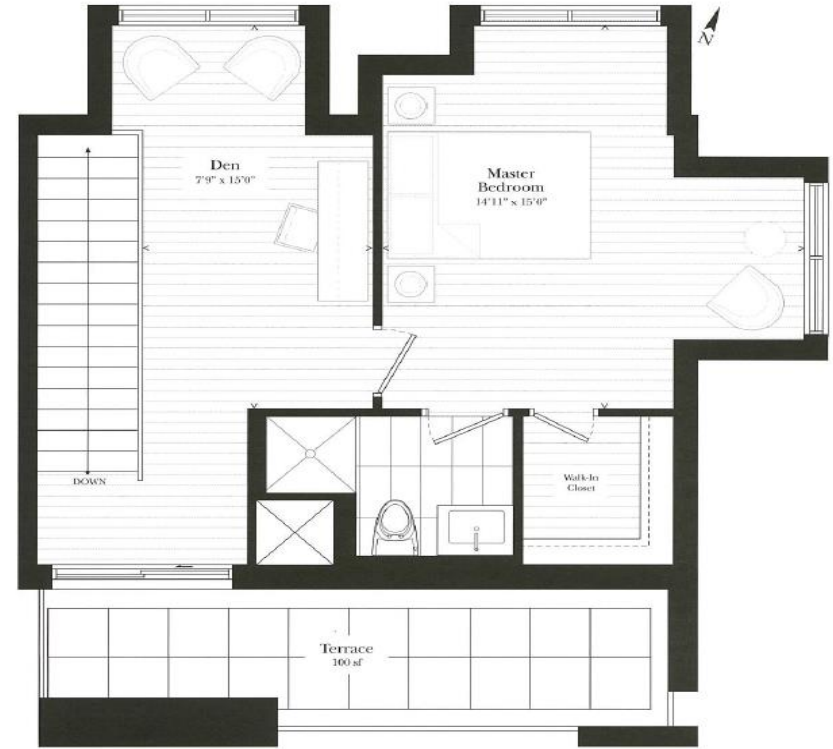 N
Den
7'9" x 15'0"
Master
Bedroom
14'11" x 15'0"
DOWN
Walk-In
Closet
Terrace
100 sf